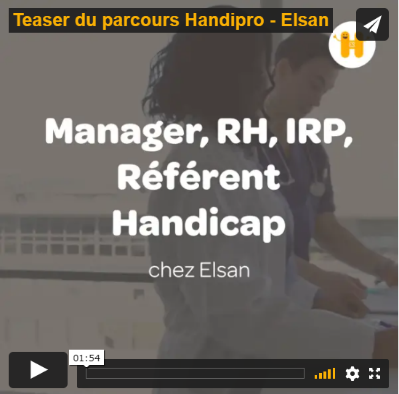 Teaser du parcours Handipro - Elsan
H
Manager, RH, IRP,
Référent
Handicap
chez Elsan
01:54